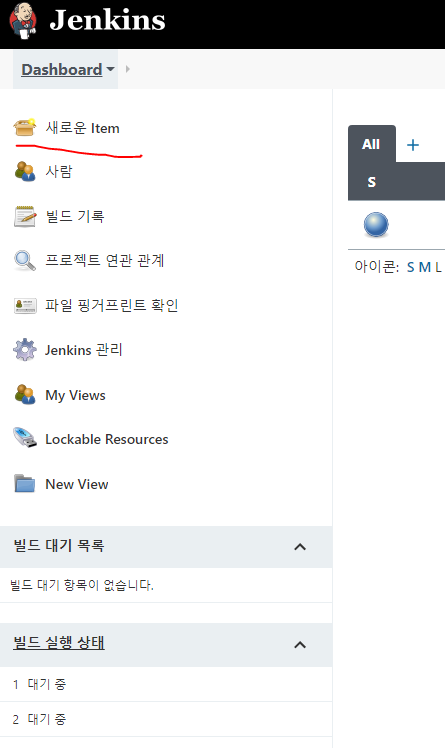 Jenkins
Dashboard
새로운 Item
사람
빌드 기록
프로젝트 연관 관계
파일 핑거프린트 확인
Jenkins 관리
My Views
Lockable Resources
New View
빌드 대기 목록
빌드 대기 항목이 없습니다.
빌드 실행 상태
1 대기 중
2 대기 중
All +
S
아이콘: S M L